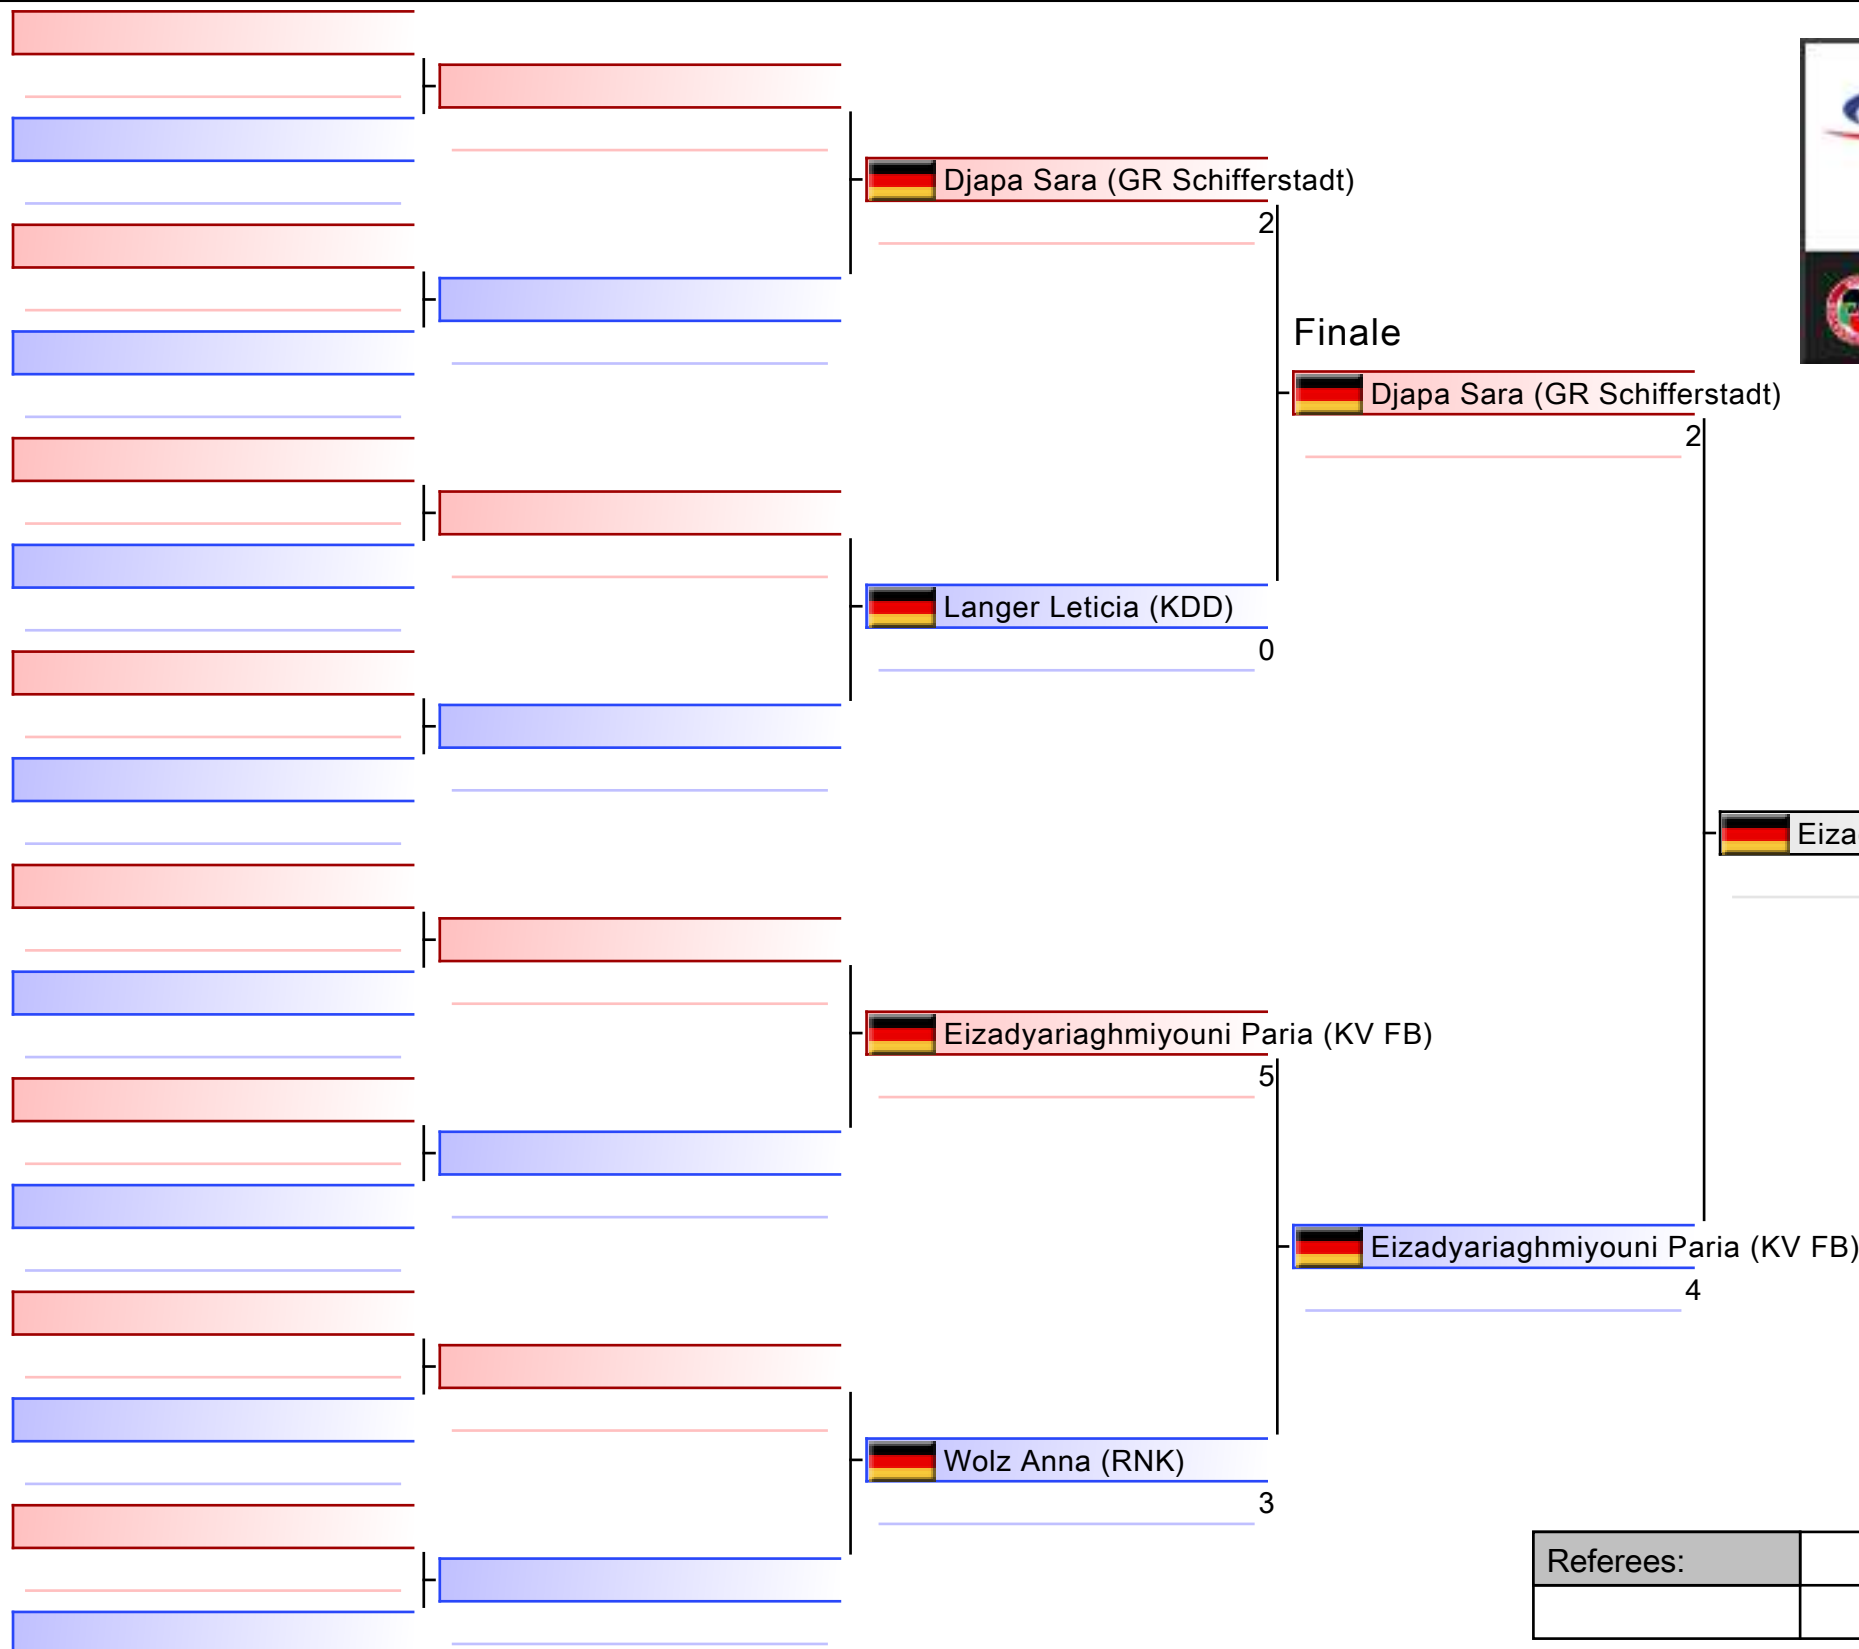 Djapa Sara (GR Schifferstadt)
2
Finale
Djapa Sara (GR Schifferstadt)
2
Langer Leticia (KDD)
0
Eiza
Eizadyariaghmiyouni Paria (KV FB)
5
Eizadyariaghmiyouni Paria (KV FB)
4
Wolz Anna (RNK)
3
Referees: